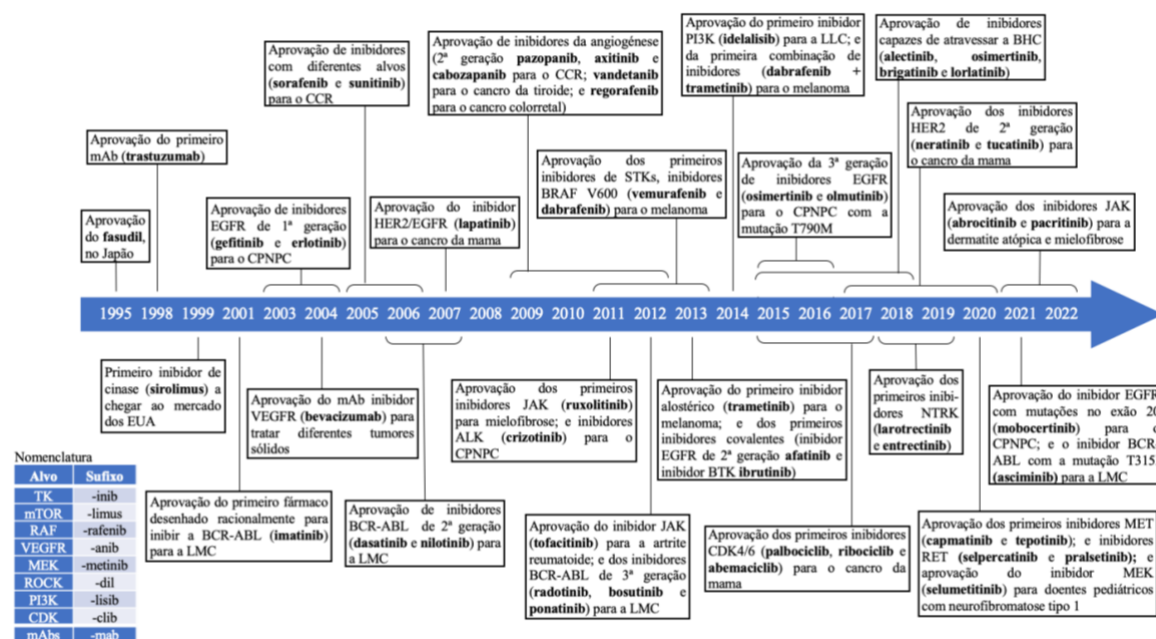 Aprovação de inibidores
com diferentes alvos
(sorafenib e sunitinib)
para o CCR
Aprovação de inibidores da angiogénese
(2ª geração pazopanib, axitinib e
cabozapanib para o CCR; vandetanib
para o cancro da tiroide; e regorafenib
para o cancro colorretal)
Aprovação do primeiro inibidor
PI3K (idelalisib) para a LLC; e
da primeira combinação de
inibidores (dabrafenib +
trametinib) para o melanoma
Aprovação de inibidores
capazes de atravessar a BHC
(alectinib, osimertinib,
brigatinib e lorlatinib)
Aprovação do primeiro
mAb (trastuzumab)
Aprovação dos inibidores
HER2 de 2ª geração
(neratinib e tucatinib) para
o cancro da mama
Aprovação dos primeiros
inibidores de STKs, inibidores
BRAF V600 (vemurafenib e
dabrafenib) para o melanoma
Aprovação da 3ª geração
de inibidores EGFR
(osimertinib e olmutinib)
para o CPNPC com a
mutação T790M
Aprovação
do fasudil,
no Japão
Aprovação de inibidores
EGFR de 1ª geração
(gefitinib e erlotinib)
para o CPNPC
Aprovação do inibidor
HER2/EGFR (lapatinib)
para o cancro da mama
Aprovação dos inibidores JAK
(abrocitinib e pacritinib) para a
dermatite atópica e mielofibrose
1995 1998 1999 2001 2003 2004 2005 2006 2007 2008 2009 2010 2011 2012 2013 2014 2015 2016 2017 2018 2019 2020 2021 2022
Primeiro inibidor de
cinase (sirolimus) a
chegar ao mercado
dos EUA
Aprovação do mAb inibidor
VEGFR (bevacizumab) para
tratar diferentes tumores
sólidos
Aprovação dos primeiros
inibidores JAK (ruxolitinib)
para mielofibrose; e inibidores
ALK (crizotinib) para o
CPNPC
Aprovação do primeiro inibidor
alostérico (trametinib) para o
melanoma; e dos primeiros
inibidores covalentes (inibidor
EGFR de 2ª geração afatinib e
inibidor BTK ibrutinib)
Aprovação dos
primeiros inibi-
dores NTRK
(larotrectinib
e entrectinib)
Aprovação do inibidor EGFR
com mutações no exão 20
(mobocertinib) para o
CPNPC; e o inibidor BCR-
ABL com a mutação T315
(asciminib) para a LMC
Nomenclatura
Alvo Sufixo
TK -inib
mTOR -limus
RAF -rafenib
VEGFR -anib
MEK -metinib
ROCK -dil
PI3K -lisib
CDK -clib
mAbs -mab
Aprovação do primeiro fármaco
desenhado racionalmente para
inibir a BCR-ABL (imatinib)
para a LMC
Aprovação de inibidores
BCR-ABL de 2ª geração
(dasatinib e nilotinib) para
a LMC
Aprovação do inibidor JAK
(tofacitinib) para a artrite
reumatoide; e dos inibidores
BCR-ABL de 3ª geração
(radotinib, bosutinib e
ponatinib) para a LMC
Aprovação dos primeiros inibidores
CDK4/6 (palbociclib, ribociclib e
abemaciclib) para o cancro da
mama
Aprovação dos primeiros inibidores MET
(capmatinib e tepotinib); e inibidores
RET (selpercatinib e pralsetinib); e
aprovação do inibidor MEK
(selumetitinib) para doentes pediátricos
com neurofibromatose tipo 1